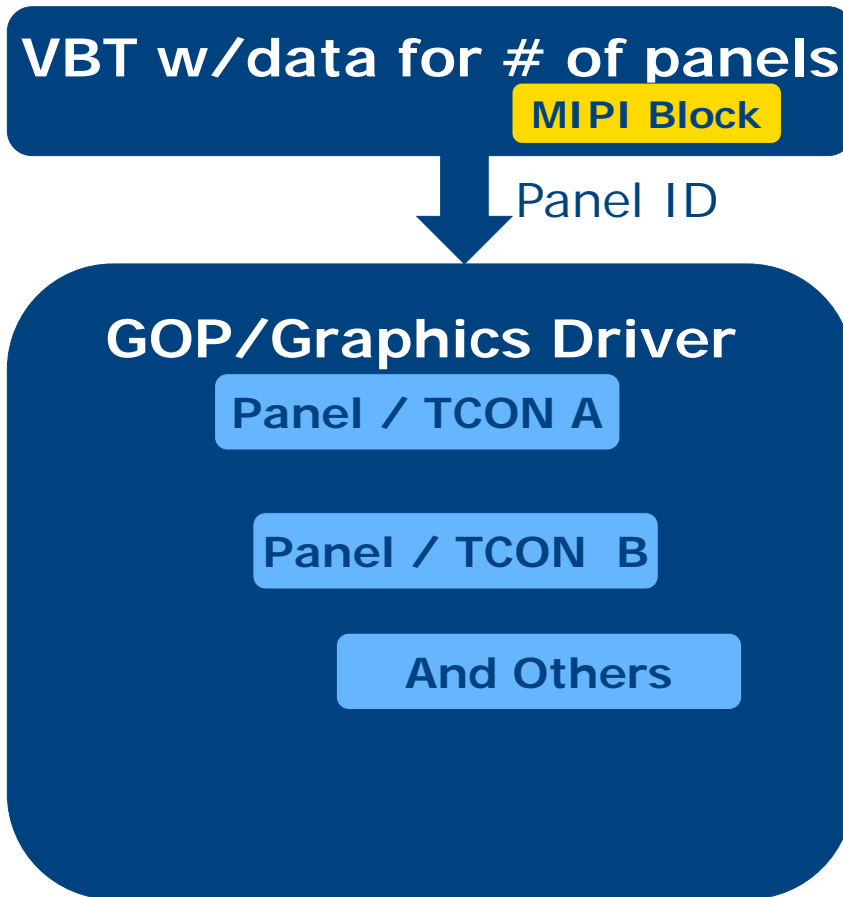 VBT w/data for # of panels
MIPI Block
Panel ID
GOP/Graphics Driver
Panel / TCON A
Panel / TCON B
And Others